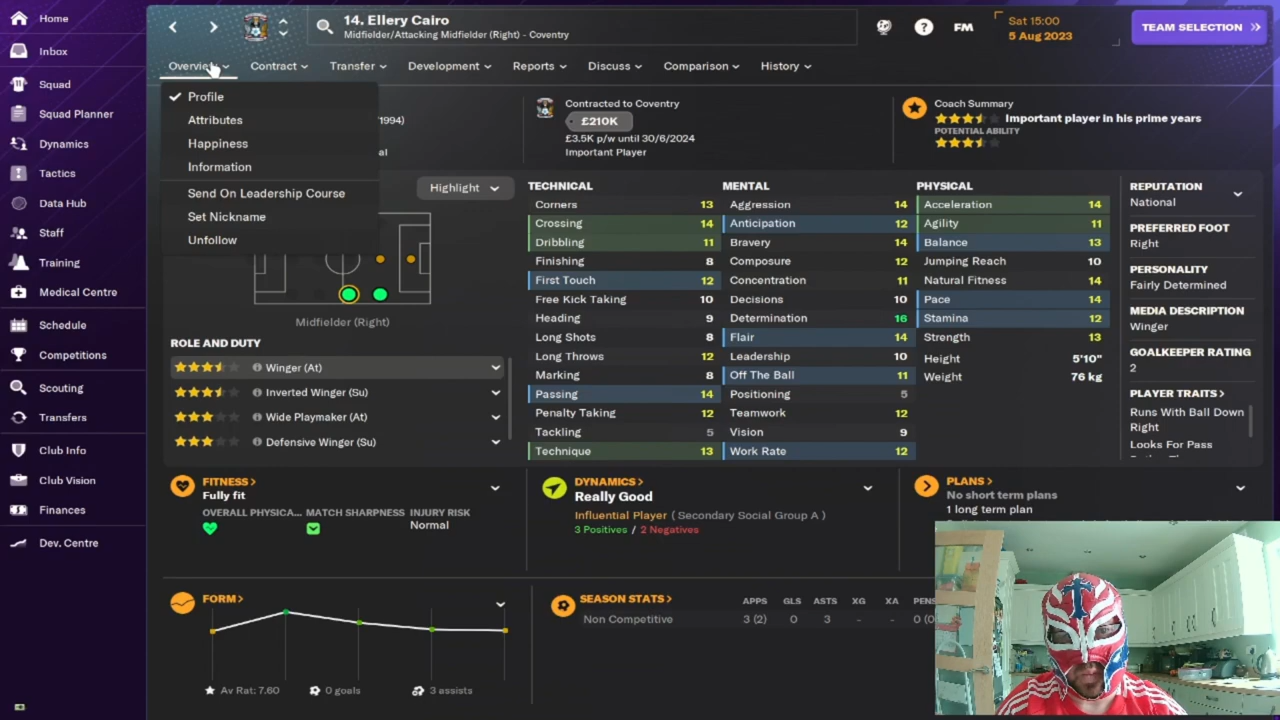 Home
Inbox
Squad
Squad Planner
Dynamics
Tactics
Data Hub
Staff
Training
Medical Centre
Schedule
Competitions
Scouting
Transfers
Club Info
Club Vision
Finances
Dev. Centre
14. Ellery Cairo
Midfielder/Attacking Midfielder (Right) - Coventry
?
FM
Sat 15:00
5 Aug 2023
TEAM SELECTION
Overview
Contract
Transfer
Development
Reports
Discuss
Comparison
History
Profile
Attributes
Happiness
Information
Send On Leadership Course
Set Nickname
Unfollow
1994)
al
Contracted to Coventry
£210K
£3.5K p/w until 30/6/2024
Important Player
Coach Summary
Important player in his prime years
POTENTIAL ABILITY
Highlight
Midfielder (Right)
ROLE AND DUTY
Winger (At)
Inverted Winger (Su)
Wide Playmaker (At)
Defensive Winger (Su)
TECHNICAL
Corners 13
Crossing 14
Dribbling 11
Finishing 8
First Touch 12
Free Kick Taking 10
Heading 9
Long Shots 8
Long Throws 12
Marking 8
Passing 14
Penalty Taking 12
Tackling 5
Technique 13
MENTAL
Aggression 14
Anticipation 12
Bravery 14
Composure 12
Concentration 11
Decisions 10
Determination 16
Flair 14
Leadership 10
Off The Ball 11
Positioning 5
Teamwork 12
Vision 9
Work Rate 12
PHYSICAL
Acceleration 14
Agility 11
Balance 13
Jumping Reach 10
Natural Fitness 14
Pace 14
Stamina 12
Strength 13
Height 5'10"
Weight 76 kg
REPUTATION
National
PREFERRED FOOT
Right
PERSONALITY
Fairly Determined
MEDIA DESCRIPTION
Winger
GOALKEEPER RATING
2
PLAYER TRAITS>
Runs With Ball Down
Right
Looks For Pass
FITNESS>
Fully fit
OVERALL PHYSICA... MATCH SHARPNESS INJURY RISK
Normal
DYNAMICS>
Really Good
Influential Player (Secondary Social Group A)
3 Positives / 2 Negatives
PLANS>
No short term plans
1 long term plan
FORM>
Av Rat: 7.60
0 goals
3 assists
SEASON STATS> APPS GLS ASTS XG XA PENS
Non Competitive 3 (2) 0 3 - - 0 (0